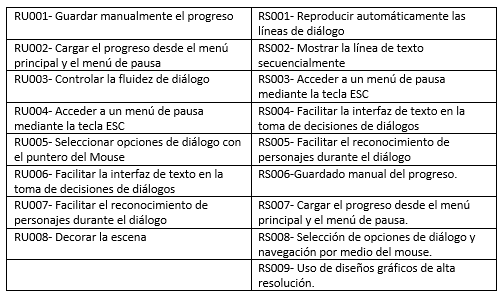 RU001- Guardar manualmente el progreso
RS001- Reproducir automáticamente las
líneas de diálogo
RU002- Cargar el progreso desde el menú
principal y el menú de pausa
RS002- Mostrar la línea de texto
secuencialmente
RU003- Controlar la fluidez de diálogo
RS003- Acceder a un menú de pausa
mediante la tecla ESC
RU004- Acceder a un menú de pausa
mediante la tecla ESC
RS004- Facilitar la interfaz de texto en la
toma de decisiones de diálogos
RU005- Seleccionar opciones de diálogo con
el puntero del Mouse
RS005- Facilitar el reconocimiento de
personajes durante el diálogo
RU006- Facilitar la interfaz de texto en la
toma de decisiones de diálogos
RS006-Guardado manual del progreso.
RU007- Facilitar el reconocimiento de
personajes durante el diálogo
RS007- Cargar el progreso desde el menú
principal y el menú de pausa.
RU008- Decorar la escena
RS008- Selección de opciones de diálogo y
navegación por medio del mouse.
RS009- Uso de diseños gráficos de alta
resolución.